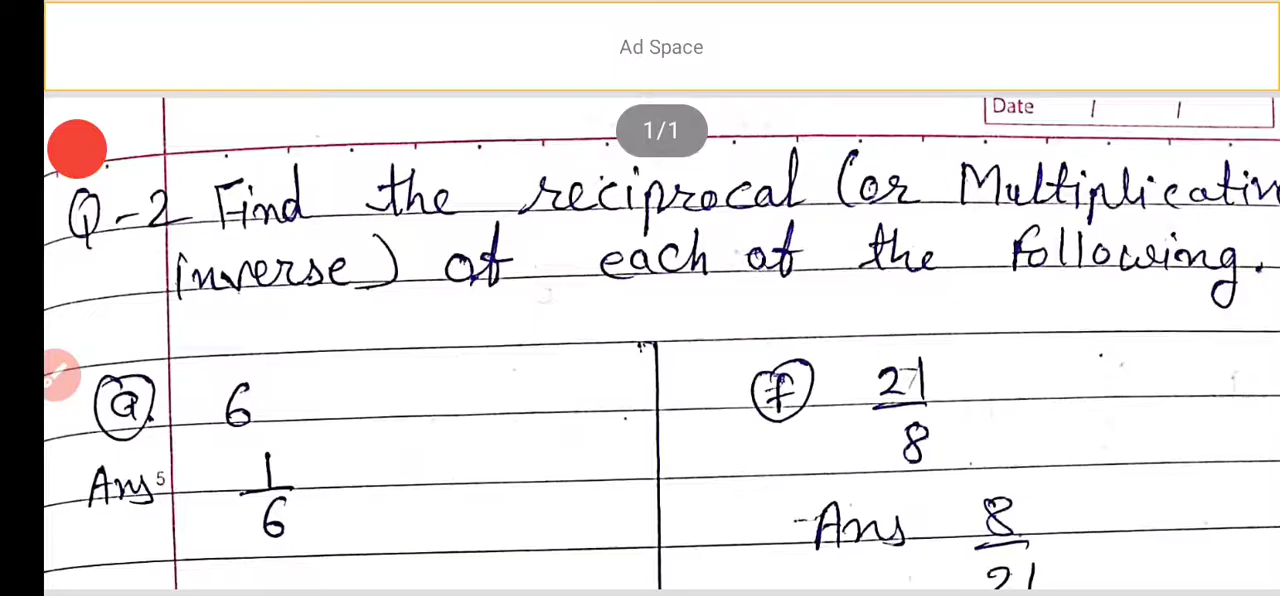 Ad Space
Date / /
1/1
Q-2 Find the reciprocal (or Multiplicativ
inverse) of each of the following.
(a). 6
(f) 21
8
Ans 1
6
Ans 8
21